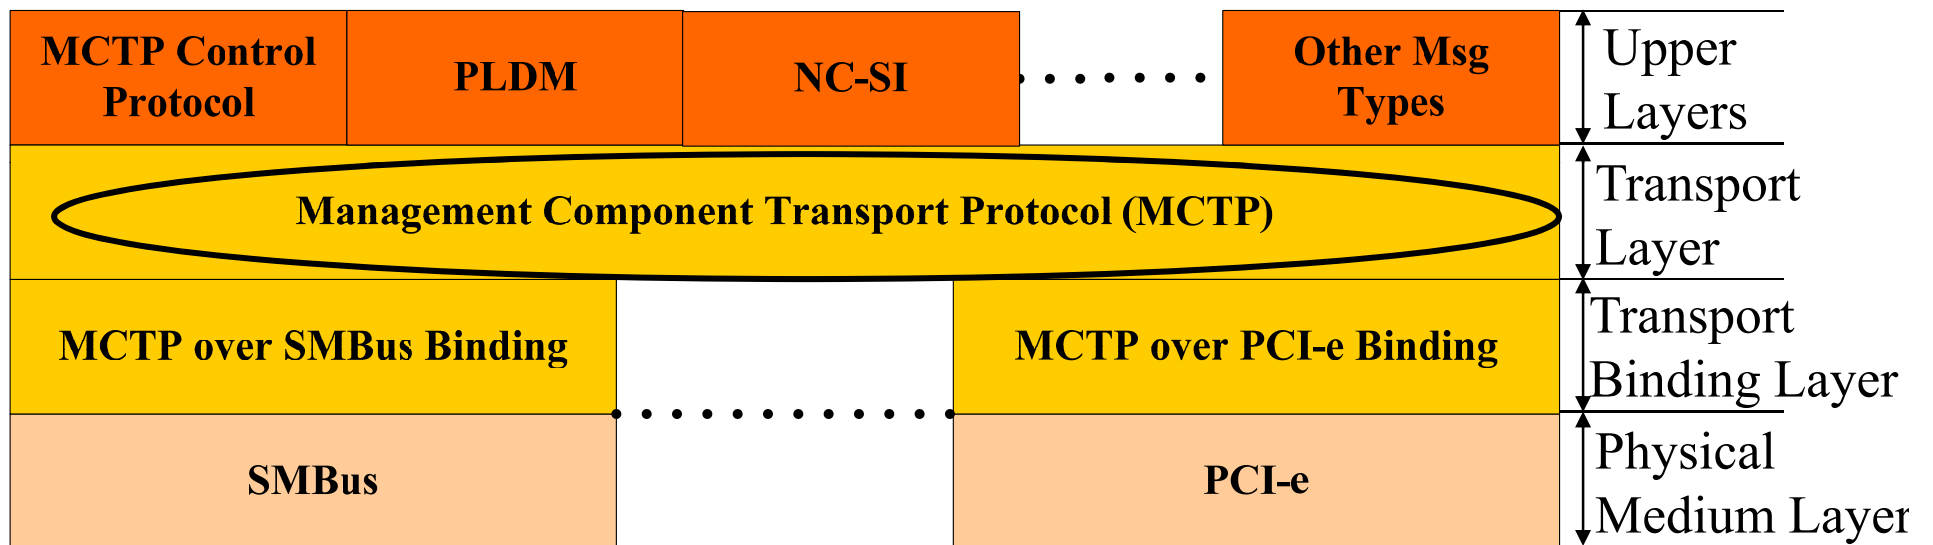 MCTP Control
Protocol
PLDM
NC-SI
Other Msg
Types
Upper
Layers
Management Component Transport Protocol (MCTP)
Transport
Layer
MCTP over SMBus Binding
MCTP over PCI-e Binding
Transport
Binding Layer
SMBus
PCI-e
Physical
Medium Layer